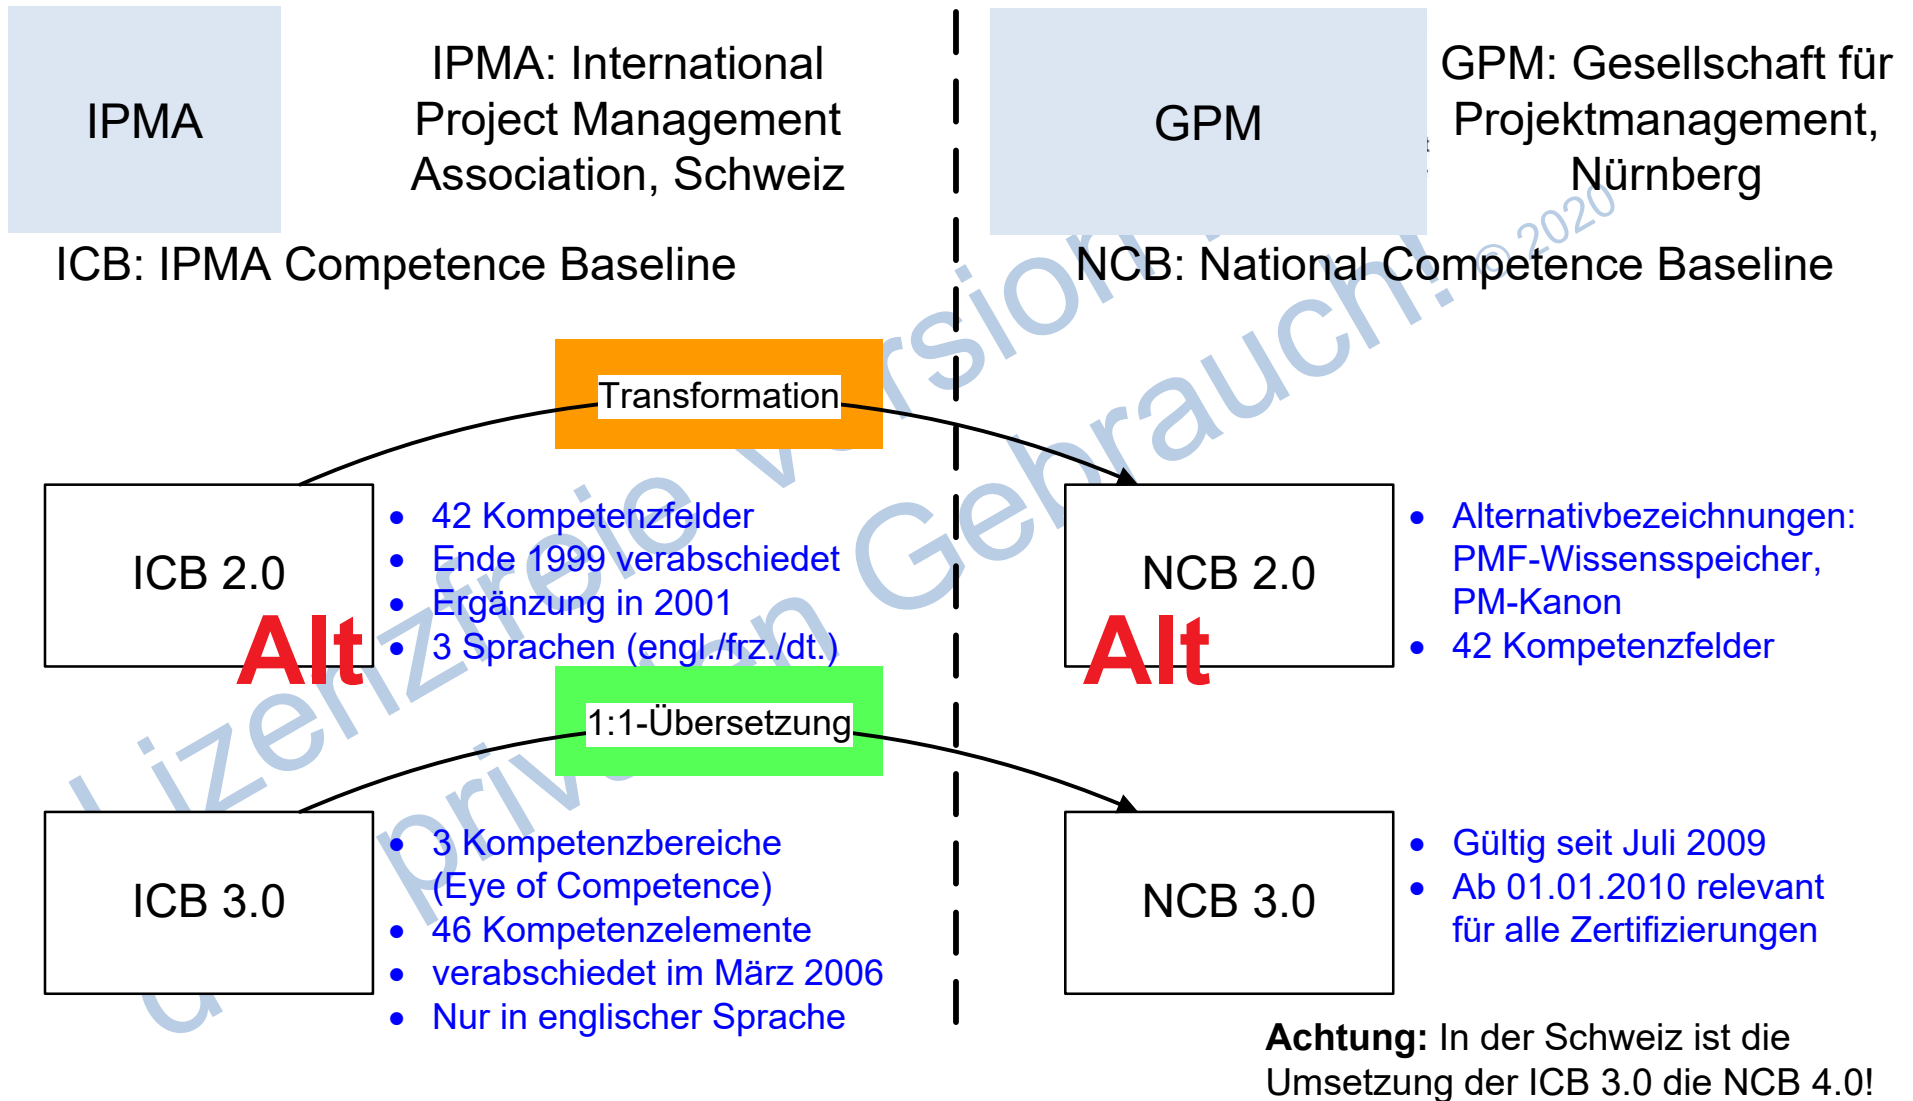 IPMA
IPMA: International
Project Management
Association, Schweiz
GPM
GPM: Gesellschaft für
Projektmanagement,
Nürnberg
ICB: IPMA Competence Baseline
NCB: National Competence Baseline
© 2020
Transformation
ICB 2.0
Alt
• 42 Kompetenzfelder
• Ende 1999 verabschiedet
• Ergänzung in 2001
• 3 Sprachen (engl./frz./dt.)
NCB 2.0
Alt
• Alternativbezeichnungen:
PMF-Wissensspeicher,
PM-Kanon
• 42 Kompetenzfelder
1:1-Übersetzung
ICB 3.0
• 3 Kompetenzbereiche
(Eye of Competence)
• 46 Kompetenzelemente
• verabschiedet im März 2006
• Nur in englischer Sprache
NCB 3.0
• Gültig seit Juli 2009
• Ab 01.01.2010 relevant
für alle Zertifizierungen
Achtung: In der Schweiz ist die
Umsetzung der ICB 3.0 die NCB 4.0!
Lizenzfreie Version
privaten Gebrauch!